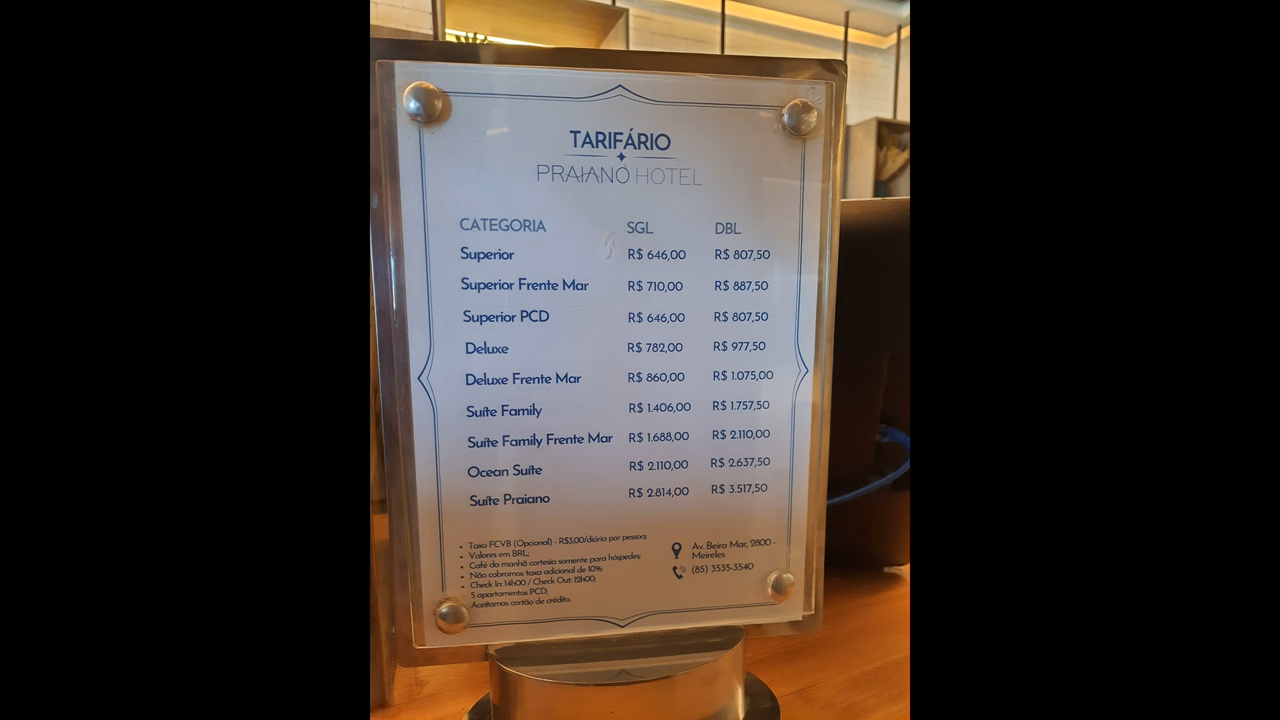 TARIFÁRIO
PRAIANO HOTEL
CATEGORIA SGL DBL
Superior R$ 646,00 R$ 807,50
Superior Frente Mar R$ 710,00 R$ 887,50
Superior PCD R$ 646,00 R$ 807,50
Deluxe R$ 782,00 R$ 977,50
Deluxe Frente Mar R$ 860,00 R$ 1.075,00
Suíte Family R$ 1.406,00 R$ 1.757,50
Suíte Family Frente Mar R$ 1.688,00 R$ 2.110,00
Ocean Suíte R$ 2.110,00 R$ 2.637,50
Suíte Praiano R$ 2.814,00 R$ 3.517,50
• Taxa FCVB (Opcional) - R$3,00/diária por pessoa;
• Valores em BRL;
• Café da manhã cortesia somente para hóspedes;
• Não cobramos taxa adicional de 10%;
• Check In: 14h00 / Check Out: 12h00;
• 5 apartamentos PCD;
Aceitamos cartão de crédito;
Av. Beira Mar, 2800 -
Meireles
(85) 3535-3540